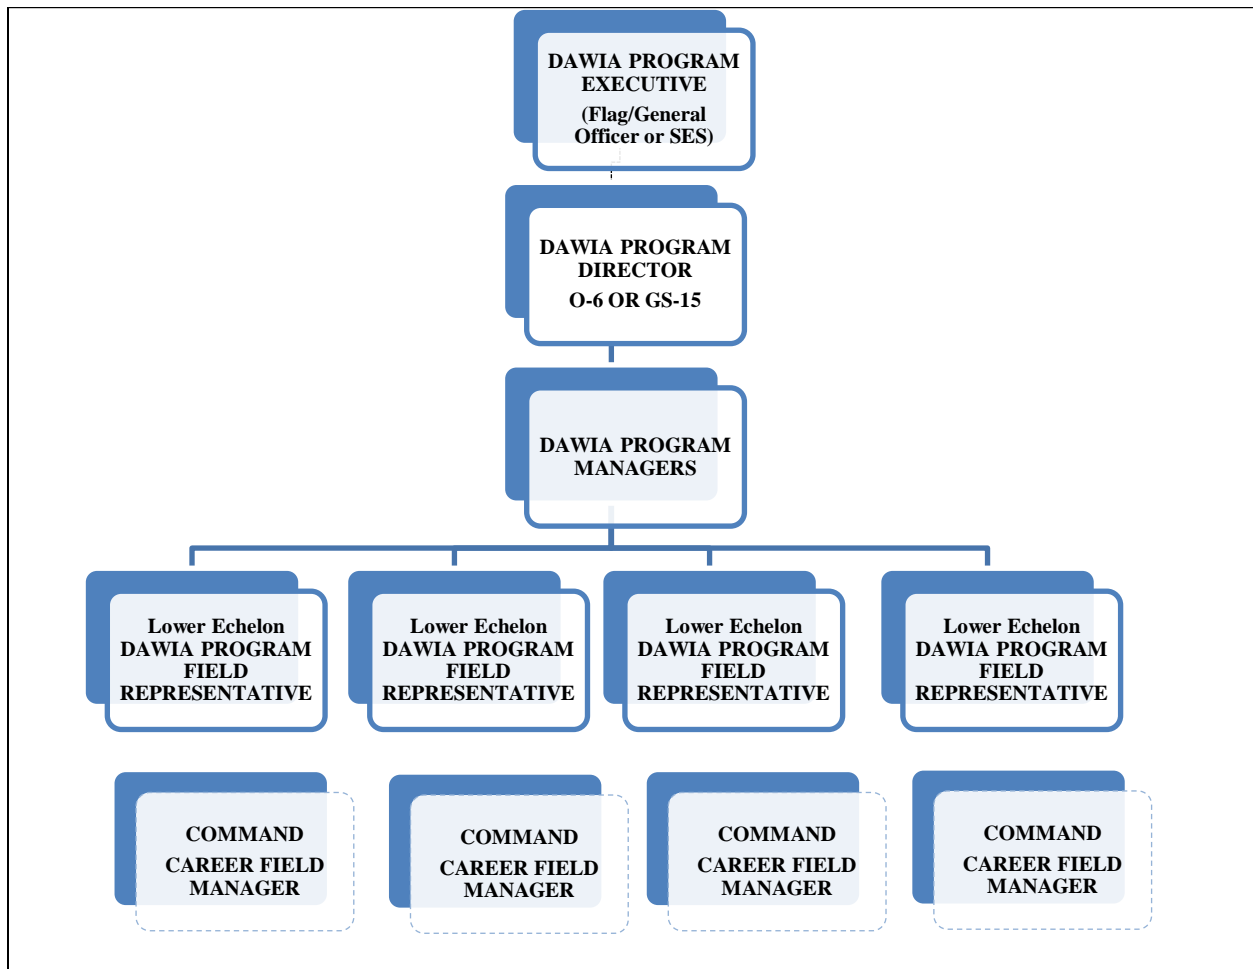 DAWIA PROGRAM
EXECUTIVE
(Flag/General
Officer or SES)
DAWIA PROGRAM
DIRECTOR
O-6 OR GS-15
DAWIA PROGRAM
MANAGERS
Lower Echelon
DAWIA PROGRAM
FIELD
REPRESENTATIVE
Lower Echelon
DAWIA PROGRAM
FIELD
REPRESENTATIVE
Lower Echelon
DAWIA PROGRAM
FIELD
REPRESENTATIVE
Lower Echelon
DAWIA PROGRAM
FIELD
REPRESENTATIVE
COMMAND
CAREER FIELD
MANAGER
COMMAND
CAREER FIELD
MANAGER
COMMAND
CAREER FIELD
MANAGER
COMMAND
CAREER FIELD
MANAGER